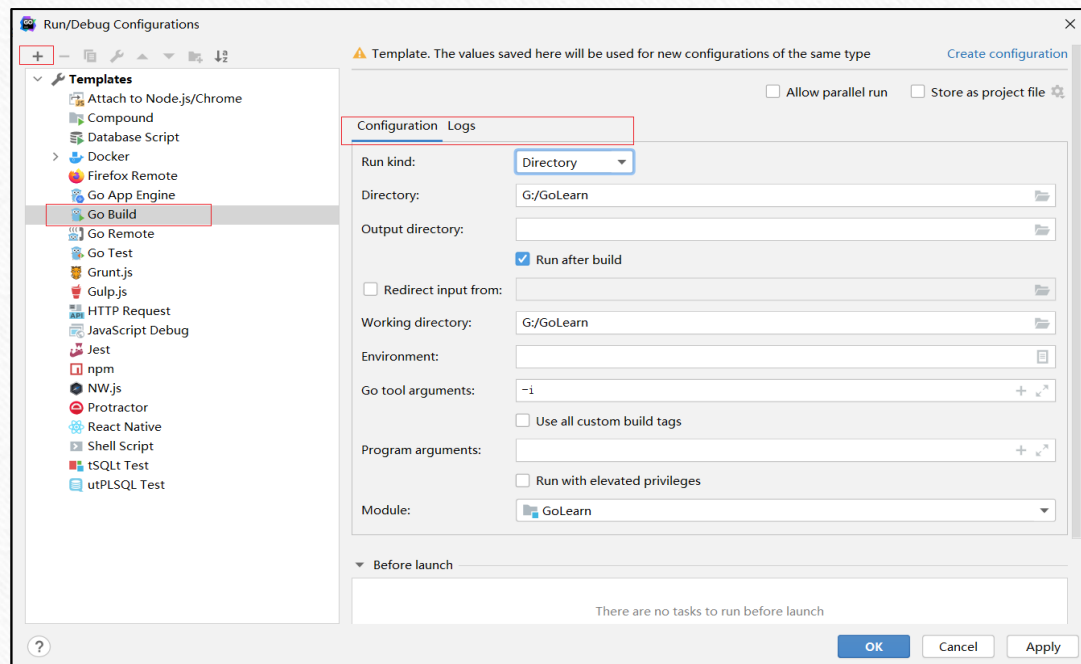 Run/Debug Configurations
Templates
Attach to Node.js/Chrome
Compound
Database Script
Docker
Firefox Remote
Go App Engine
Go Build
Go Remote
Go Test
Grunt.js
Gulp.js
HTTP Request
JavaScript Debug
Jest
npm
NW.js
Protractor
React Native
Shell Script
tSQLt Test
utPLSQL Test
Template. The values saved here will be used for new configurations of the same type
Create configuration
Allow parallel run
Store as project file
Configuration Logs
Run kind: Directory
Directory: G:/GoLearn
Output directory:
Run after build
Redirect input from:
Working directory: G:/GoLearn
Environment:
Go tool arguments: -i
Use all custom build tags
Program arguments:
Run with elevated privileges
Module: GoLearn
Before launch
There are no tasks to run before launch
? OK Cancel Apply